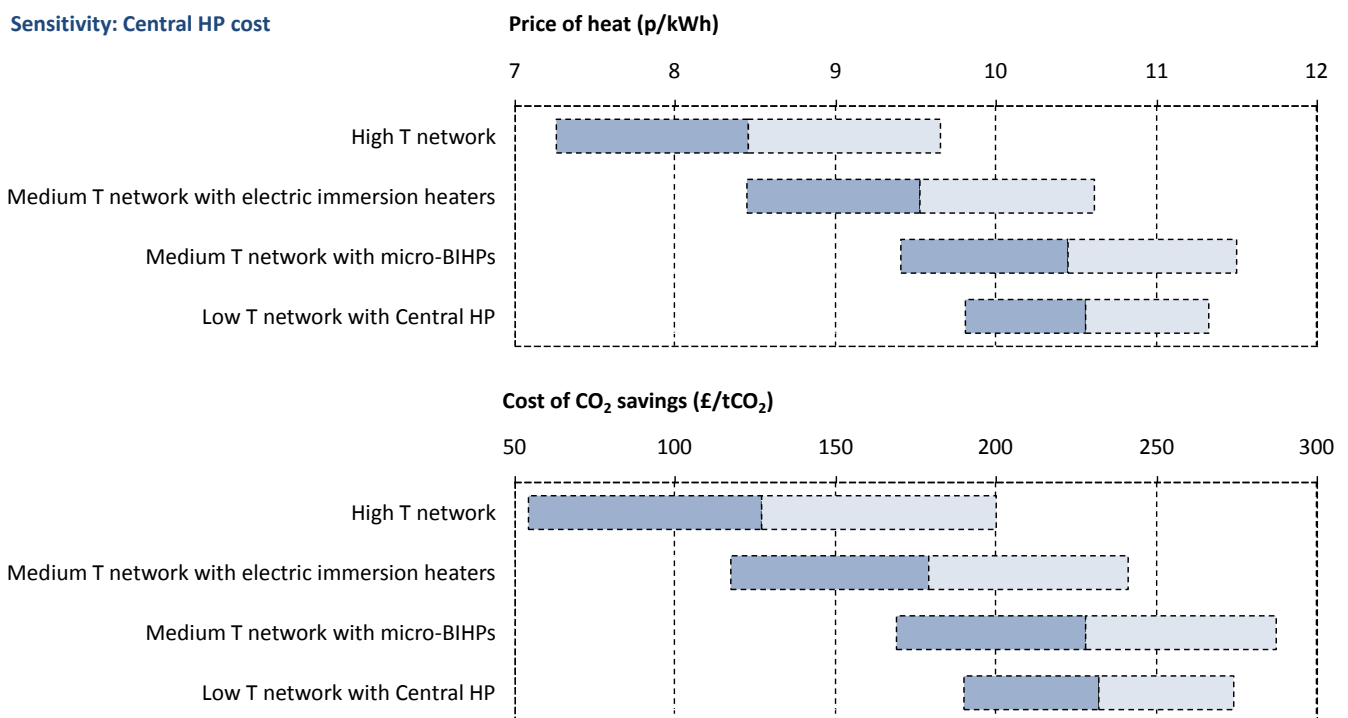 Sensitivity: Central HP cost
Price of heat (p/kWh)
7 8 9 10 11 12
High T network
Medium T network with electric immersion heaters
Medium T network with micro-BIHPs
Low T network with Central HP
Cost of CO₂ savings (£/tCO₂)
50 100 150 200 250 300
High T network
Medium T network with electric immersion heaters
Medium T network with micro-BIHPs
Low T network with Central HP